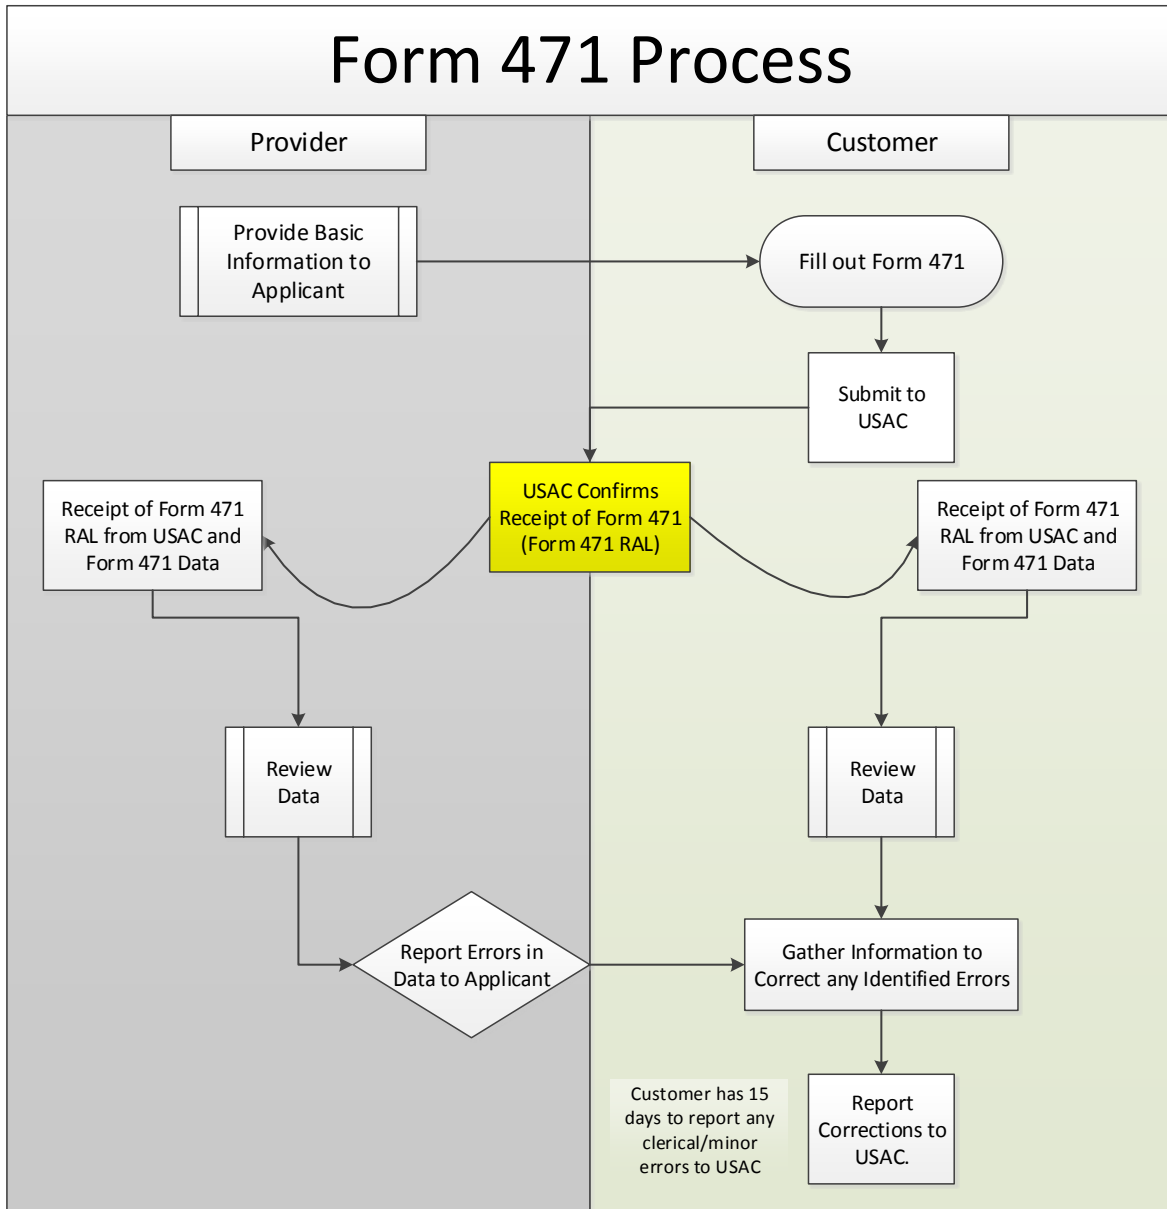 Form 471 Process
Provider
Customer
Provide Basic
Information to
Applicant
Fill out Form 471
Submit to
USAC
USAC Confirms
Receipt of Form 471
(Form 471 RAL)
Receipt of Form 471
RAL from USAC and
Form 471 Data
Receipt of Form 471
RAL from USAC and
Form 471 Data
Review
Data
Review
Data
Report Errors in
Data to Applicant
Gather Information to
Correct any Identified Errors
Customer has 15
days to report any
clerical/minor
errors to USAC
Report
Corrections to
USAC.